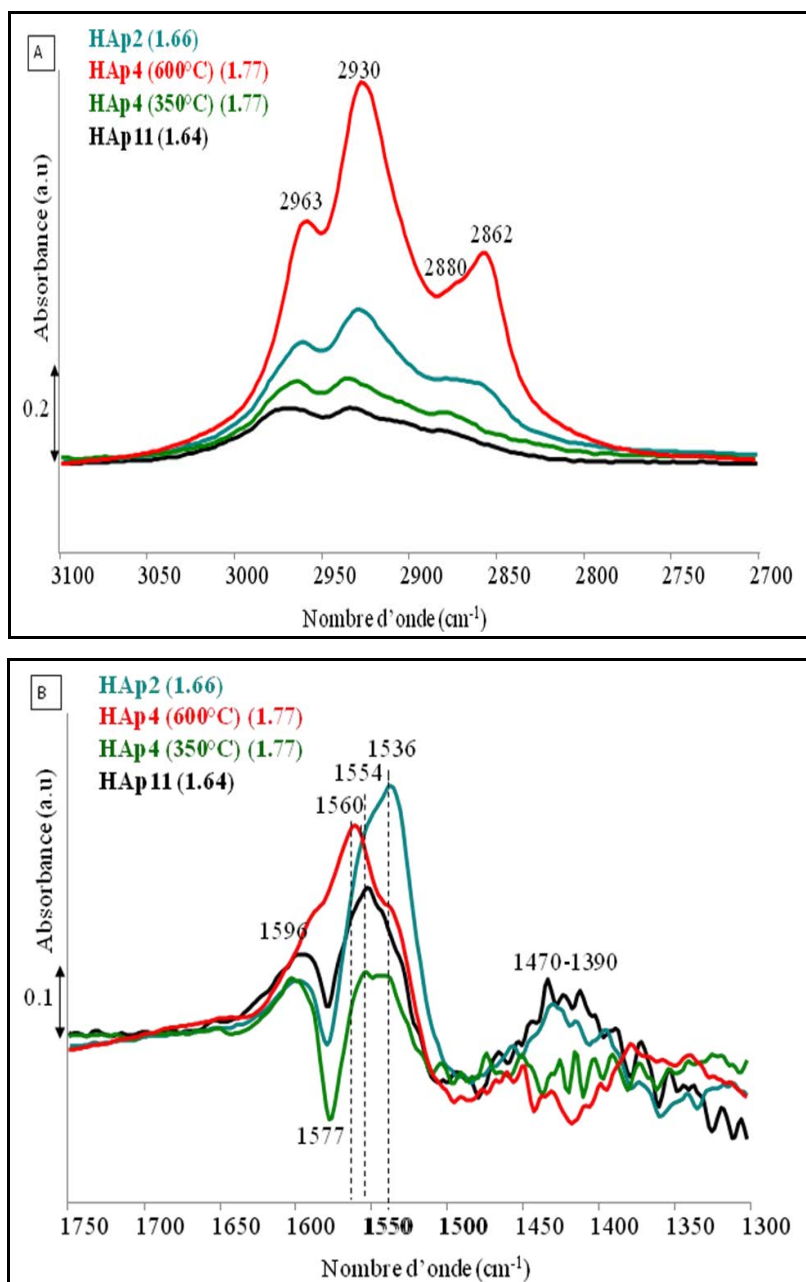 A
HAp2 (1.66)
HAp4 (600°C) (1.77)
HAp4 (350°C) (1.77)
HAp11 (1.64)
2930
2963
2880
2862
Absorbance (a.u)
0.2
3100 3050 3000 2950 2900 2850 2800 2750 2700
Nombre d'onde (cm-1)
B
HAp2 (1.66)
HAp4 (600°C) (1.77)
HAp4 (350°C) (1.77)
HAp11 (1.64)
1536
1554
1560
1596
1470-1390
1577
Absorbance (a.u)
0.1
1750 1700 1650 1600 1550 1500 1450 1400 1350 1300
Nombre d'onde (cm-1)